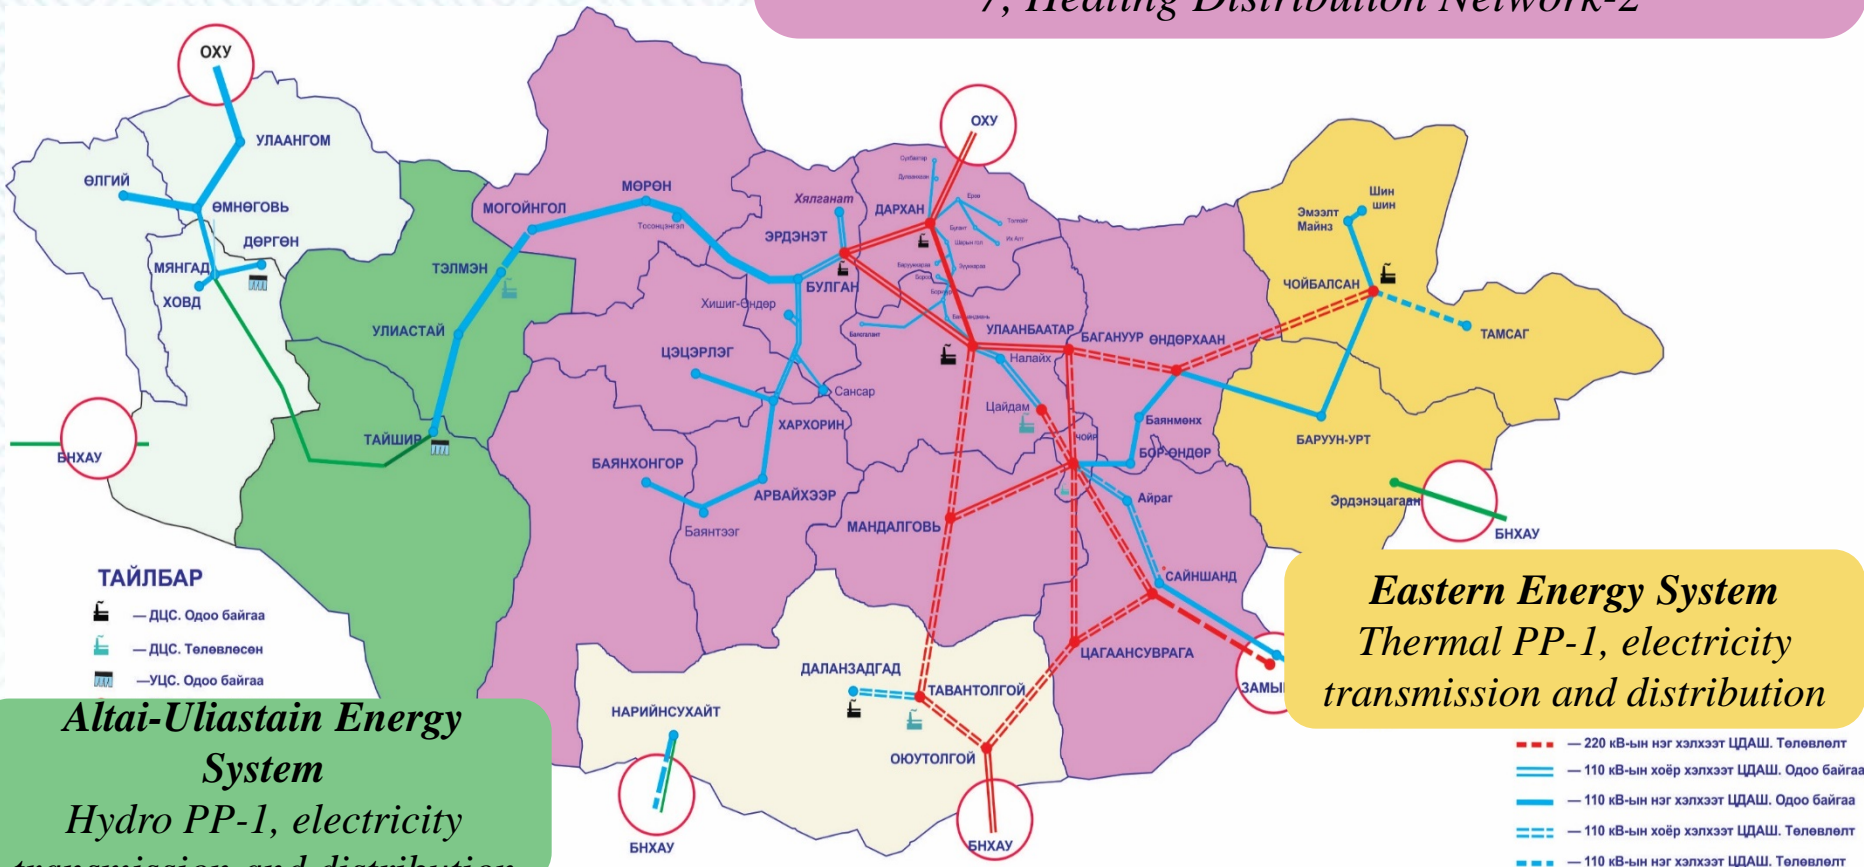 7, Heating Distribution Network-2
ОХУ
УЛААНГОМ
ӨЛГИЙ
ӨМНӨГОВЬ
ДӨРГӨН
МЯНГАД
ХОВД
БНХАУ
МОГОЙНГОЛ
МӨРӨН
Тосонцэнгэл
ТЭЛМЭН
УЛИАСТАЙ
ТАЙШИР
ОХУ
Хялганат
ДАРХАН
ЭРДЭНЭТ
БУЛГАН
Хишиг-Өндөр
ЦЭЦЭРЛЭГ
Сансар
ХАРХОРИН
БАЯНХОНГОР
АРВАЙХЭЭР
Баянтээг
УЛААНБААТАР
Налайх
БАГАНУУР
ӨНДӨРХААН
Цайдам
Баянмөнх
ЧОЙР
БОР-ӨНДӨР
Айраг
МАНДАЛГОВЬ
САЙНШАНД
ЦАГААНСУВРАГА
ДАЛАНЗАДГАД
ТАВАНТОЛГОЙ
ОЮУТОЛГОЙ
НАРИЙНСУХАЙТ
БНХАУ
БНХАУ
Шин
шин
Эмээлт
Майнз
ЧОЙБАЛСАН
ТАМСАГ
БАРУУН-УРТ
Эрдэнэцагаан
БНХАУ
ТАЙЛБАР
— ДЦС. Одоо байгаа
— ДЦС. Төлөвлөсөн
—УЦС. Одоо байгаа
Altai-Uliastain Energy
System
Hydro PP-1, electricity
transmission and distribution
Eastern Energy System
Thermal PP-1, electricity
transmission and distribution
— 220 кВ-ын нэг хэлхээт ЦДАШ. Төлөвлөлт
— 110 кВ-ын хоёр хэлхээт ЦДАШ. Одоо байгаа
— 110 кВ-ын нэг хэлхээт ЦДАШ. Одоо байгаа
— 110 кВ-ын хоёр хэлхээт ЦДАШ. Төлөвлөлт
— 110 кВ-ын нэг хэлхээт ЦДАШ. Төлөвлөлт